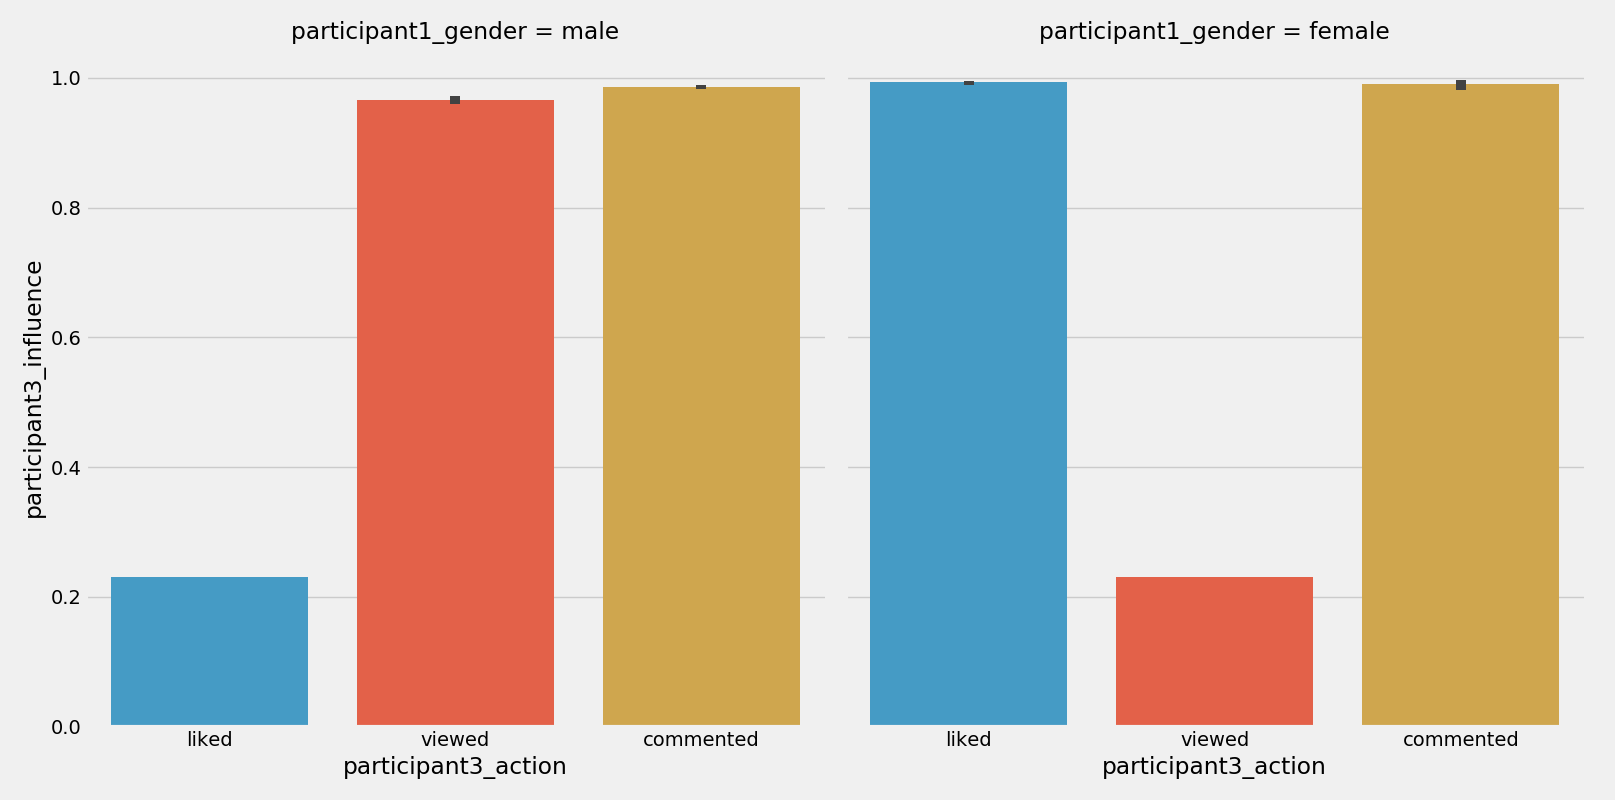 participant1_gender = male
participant1_gender = female
participant3_influence
1.0
0.8
0.6
0.4
0.2
0.0
liked viewed commented
liked viewed commented
participant3_action
participant3_action